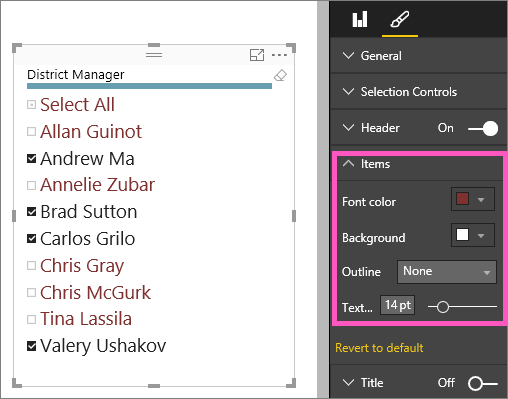 District Manager
Select All
Allan Guinot
Andrew Ma
Annelie Zubar
Brad Sutton
Carlos Grilo
Chris Gray
Chris McGurk
Tina Lassila
Valery Ushakov
General
Selection Controls
Header On
Items
Font color
Background
Outline None
Text... 14 pt
Revert to default
Title Off